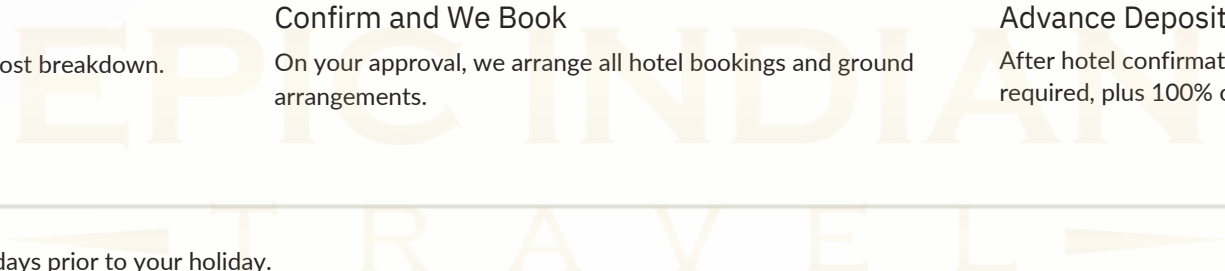 Confirm and We Book
On your approval, we arrange all hotel bookings and ground
arrangements.
ost breakdown.
Advance Deposit
After hotel confirmat
required, plus 100%
EPIC INDIAN
TRAVEL
days prior to your holiday.